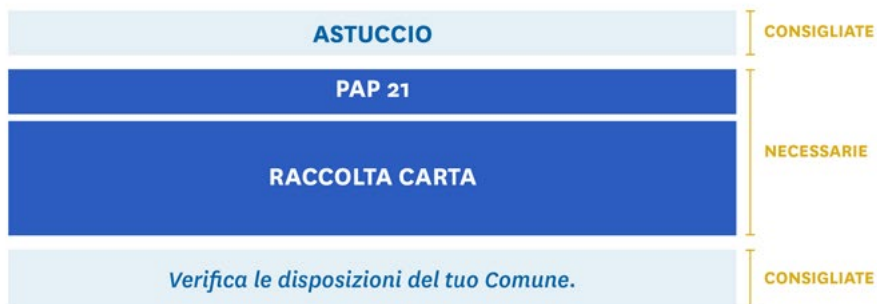 ASTUCCIO
CONSIGLIATE
PAP 21
RACCOLTA CARTA
NECESSARIE
Verifica le disposizioni del tuo Comune.
CONSIGLIATE